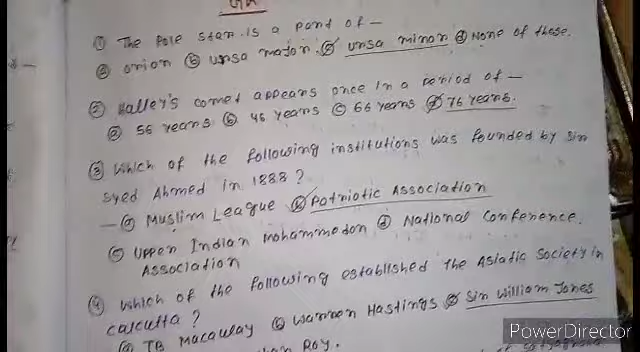 GK
① The Pole star is a part of —
ⓐ Orion ⓑ Ursa major ⓒ Ursa minor ⓓ None of these.
② Halley's comet appears once in a period of —
ⓐ 56 years ⓑ 46 years ⓒ 66 years ⓓ 76 years.
③ Which of the following institutions was founded by Sir
Syed Ahmed in 1888?
— ⓐ Muslim League ⓑ Patriotic Association
ⓒ Upper Indian Mohammedon ⓓ National Conference.
Association
④ Which of the following established the Asiatic Society in
Calcutta?
ⓐ TB Macaulay ⓑ Warren Hastings ⓒ Sir William Jones
Roy.
PowerDirector